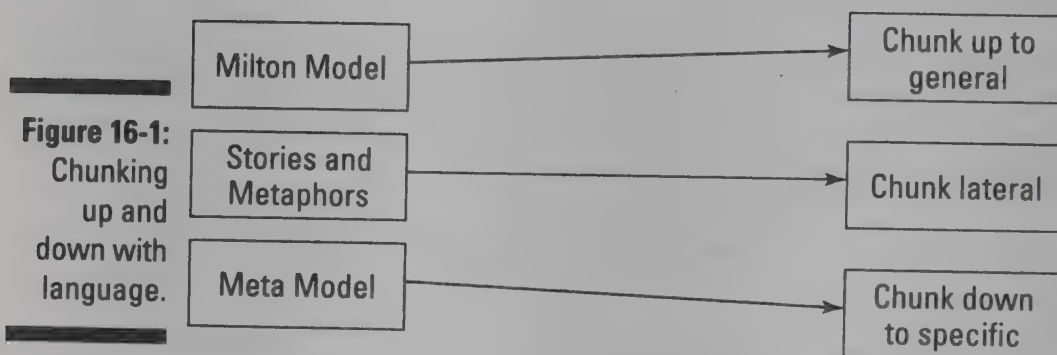 Figure 16-1:
Chunking
up and
down with
language.
Milton Model
Chunk up to
general
Stories and
Metaphors
Chunk lateral
Meta Model
Chunk down
to specific